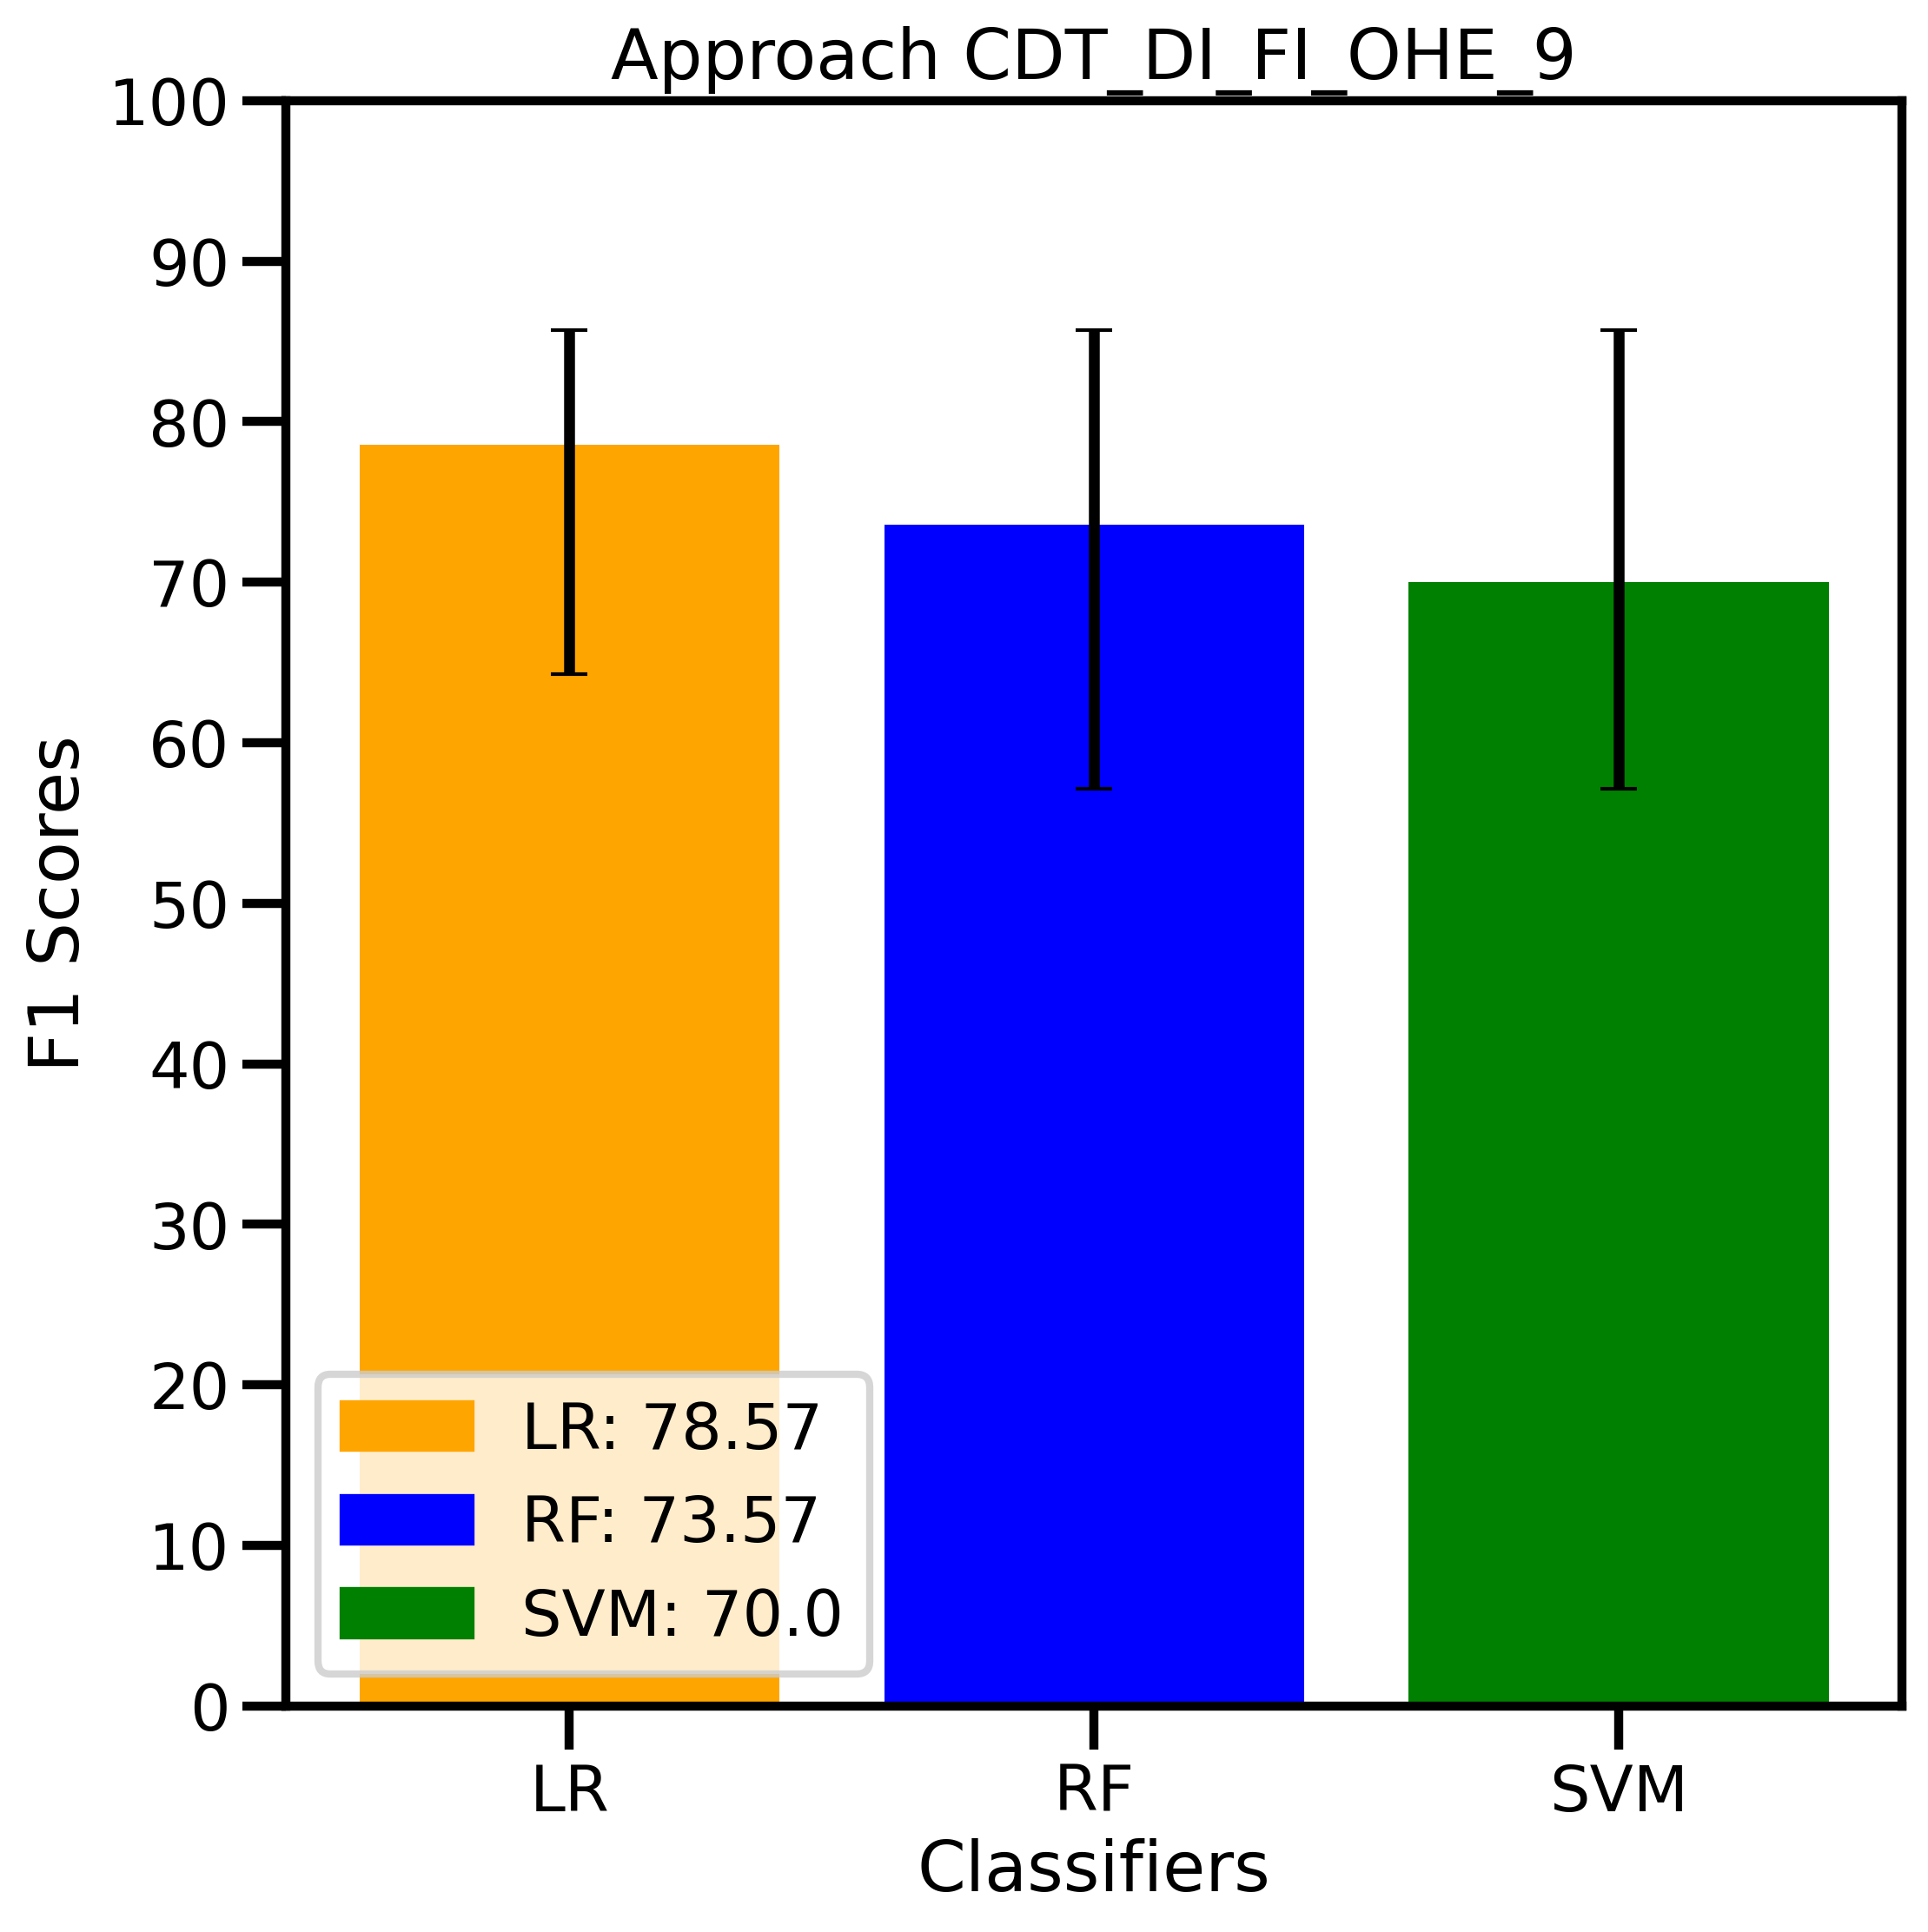 Approach CDT_DI_FI_OHE_9
100
90
80
70
60
50
40
30
20
10
0
F1 Scores
LR: 78.57
RF: 73.57
SVM: 70.0
LR
RF
SVM
Classifiers